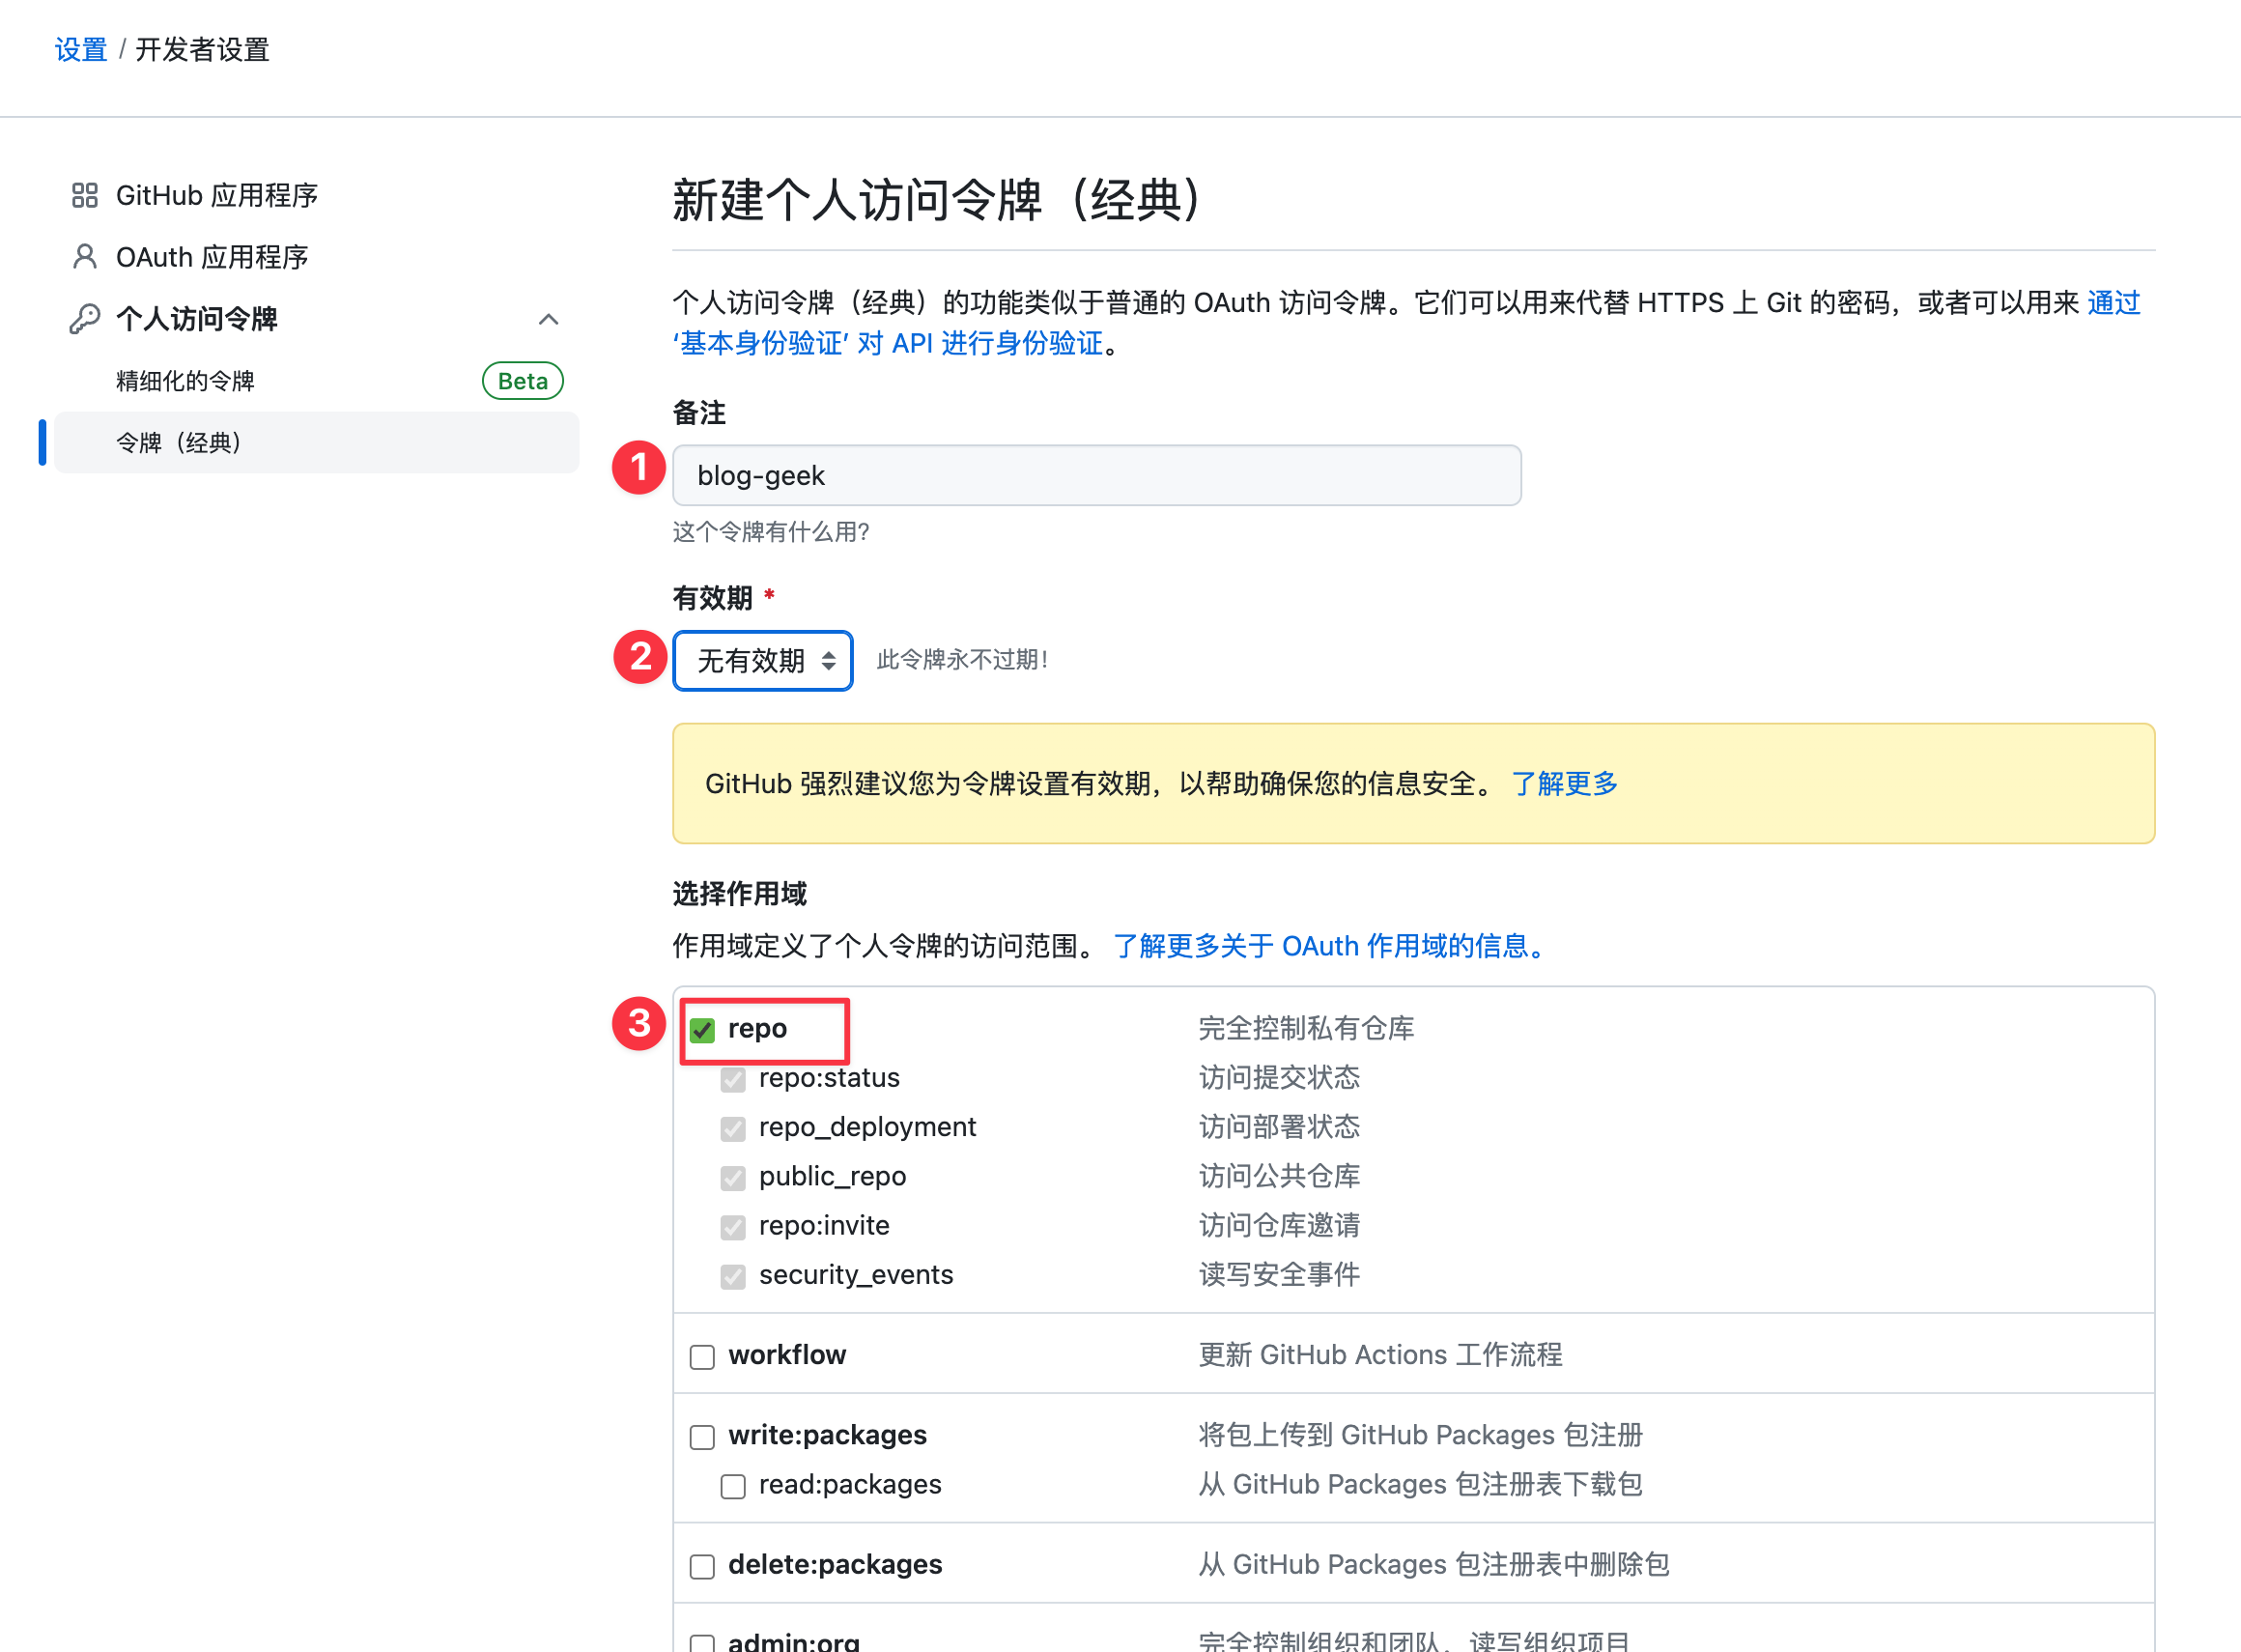 设置 / 开发者设置
GitHub 应用程序
OAuth 应用程序
个人访问令牌
精细化的令牌 Beta
令牌（经典）
新建个人访问令牌（经典）
个人访问令牌（经典）的功能类似于普通的 OAuth 访问令牌。它们可以用来代替 HTTPS 上 Git 的密码，或者可以用来 通过
‘基本身份验证’ 对 API 进行身份验证。
备注
1 blog-geek
这个令牌有什么用?
有效期 *
2 无有效期 此令牌永不过期!
GitHub 强烈建议您为令牌设置有效期，以帮助确保您的信息安全。 了解更多
选择作用域
作用域定义了个人令牌的访问范围。 了解更多关于 OAuth 作用域的信息。
3 repo 完全控制私有仓库
repo:status 访问提交状态
repo_deployment 访问部署状态
public_repo 访问公共仓库
repo:invite 访问仓库邀请
security_events 读写安全事件
workflow 更新 GitHub Actions 工作流程
write:packages 将包上传到 GitHub Packages 包注册
read:packages 从 GitHub Packages 包注册表下载包
delete:packages 从 GitHub Packages 包注册表中删除包
admin:org 完全控制组织和团队，读写组织项目